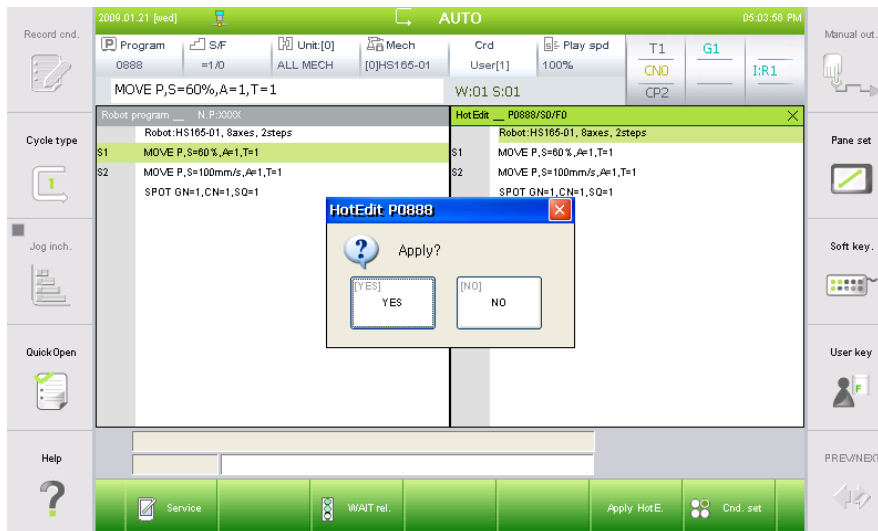 2009.01.21 [wed]
AUTO
05:03:56 PM
Record cnd.
Cycle type
1
Jog inch.
Quick Open
Help
?
P Program
0888
S/F
=1/0
Unit:[0]
ALL MECH
Mech
[0]HS165-01
Crd
User[1]
Play spd
100%
T1
CN0
CP2
G1
I:R1
MOVE P,S=60%,A=1,T=1
W:01 S:01
Robot program __ N.P:XXXX
Robot:HS165-01, 8axes, 2steps
S1 MOVE P,S=60%,A=1,T=1
S2 MOVE P,S=100mm/s,A=1,T=1
SPOT GN=1,CN=1,SQ=1
Hot Edit __ P0888/S0/F0
Robot:HS165-01, 8axes, 2steps
S1 MOVE P,S=60%,A=1,T=1
S2 MOVE P,S=100mm/s,A=1,T=1
SPOT GN=1,CN=1,SQ=1
HotEdit P0888
?
Apply?
[YES]
YES
[NO]
NO
Service
WAIT rel.
Apply HotE.
Cnd. set
Manual out.
Pane set
Soft key.
User key
F
PREV/NEXT